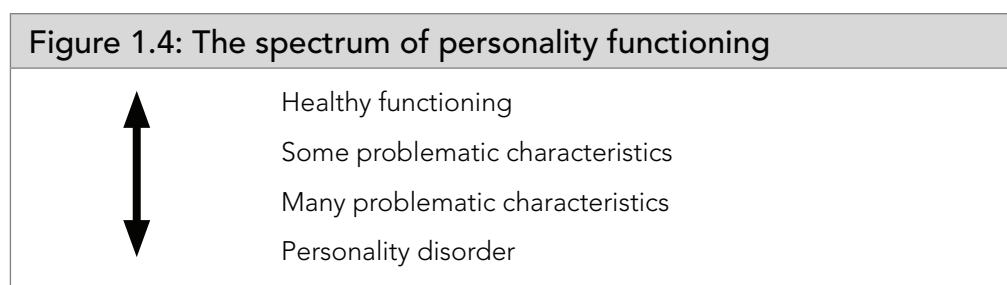 Figure 1.4: The spectrum of personality functioning
Healthy functioning
Some problematic characteristics
Many problematic characteristics
Personality disorder